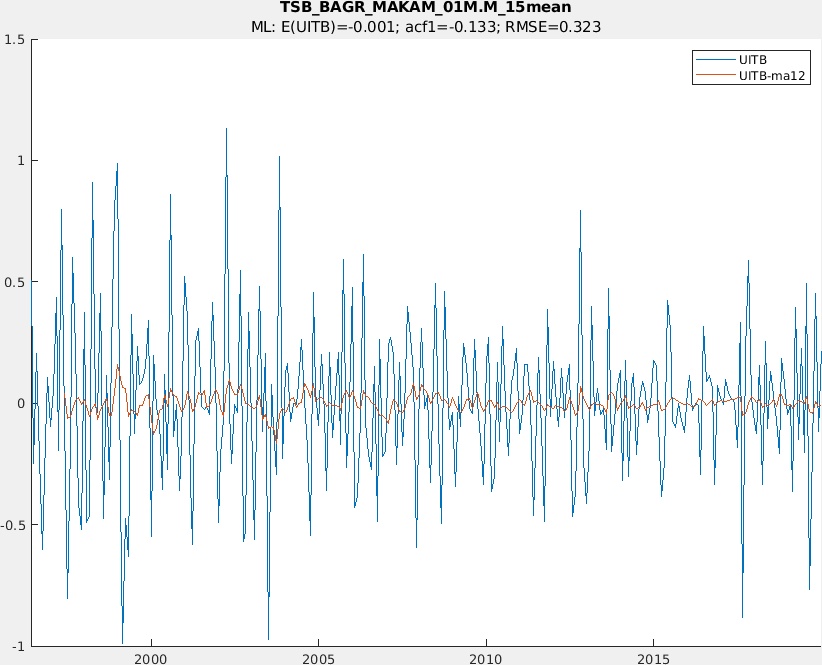 TSB_BAGR_MAKAM_01M.M_15mean
ML: E(UITB)=-0.001; acf1=-0.133; RMSE=0.323
1.5
UITB
UITB-ma12
1
0.5
0
-0.5
-1
2000 2005 2010 2015